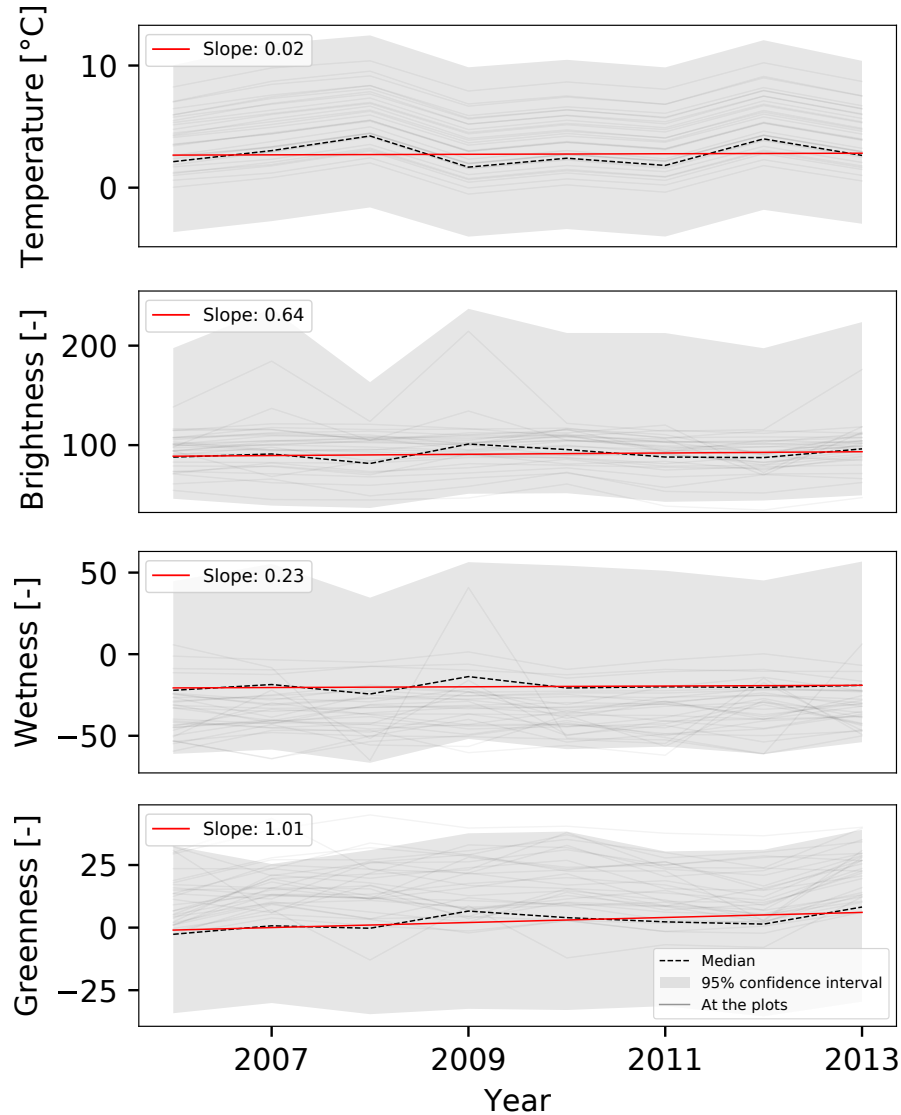 Temperature [°C]
10
0
Slope: 0.02
Brightness [-]
200
100
Slope: 0.64
Wetness [-]
50
0
−50
Slope: 0.23
Greenness [-]
25
0
−25
Slope: 1.01
Median
95% confidence interval
At the plots
2007
2009
2011
2013
Year